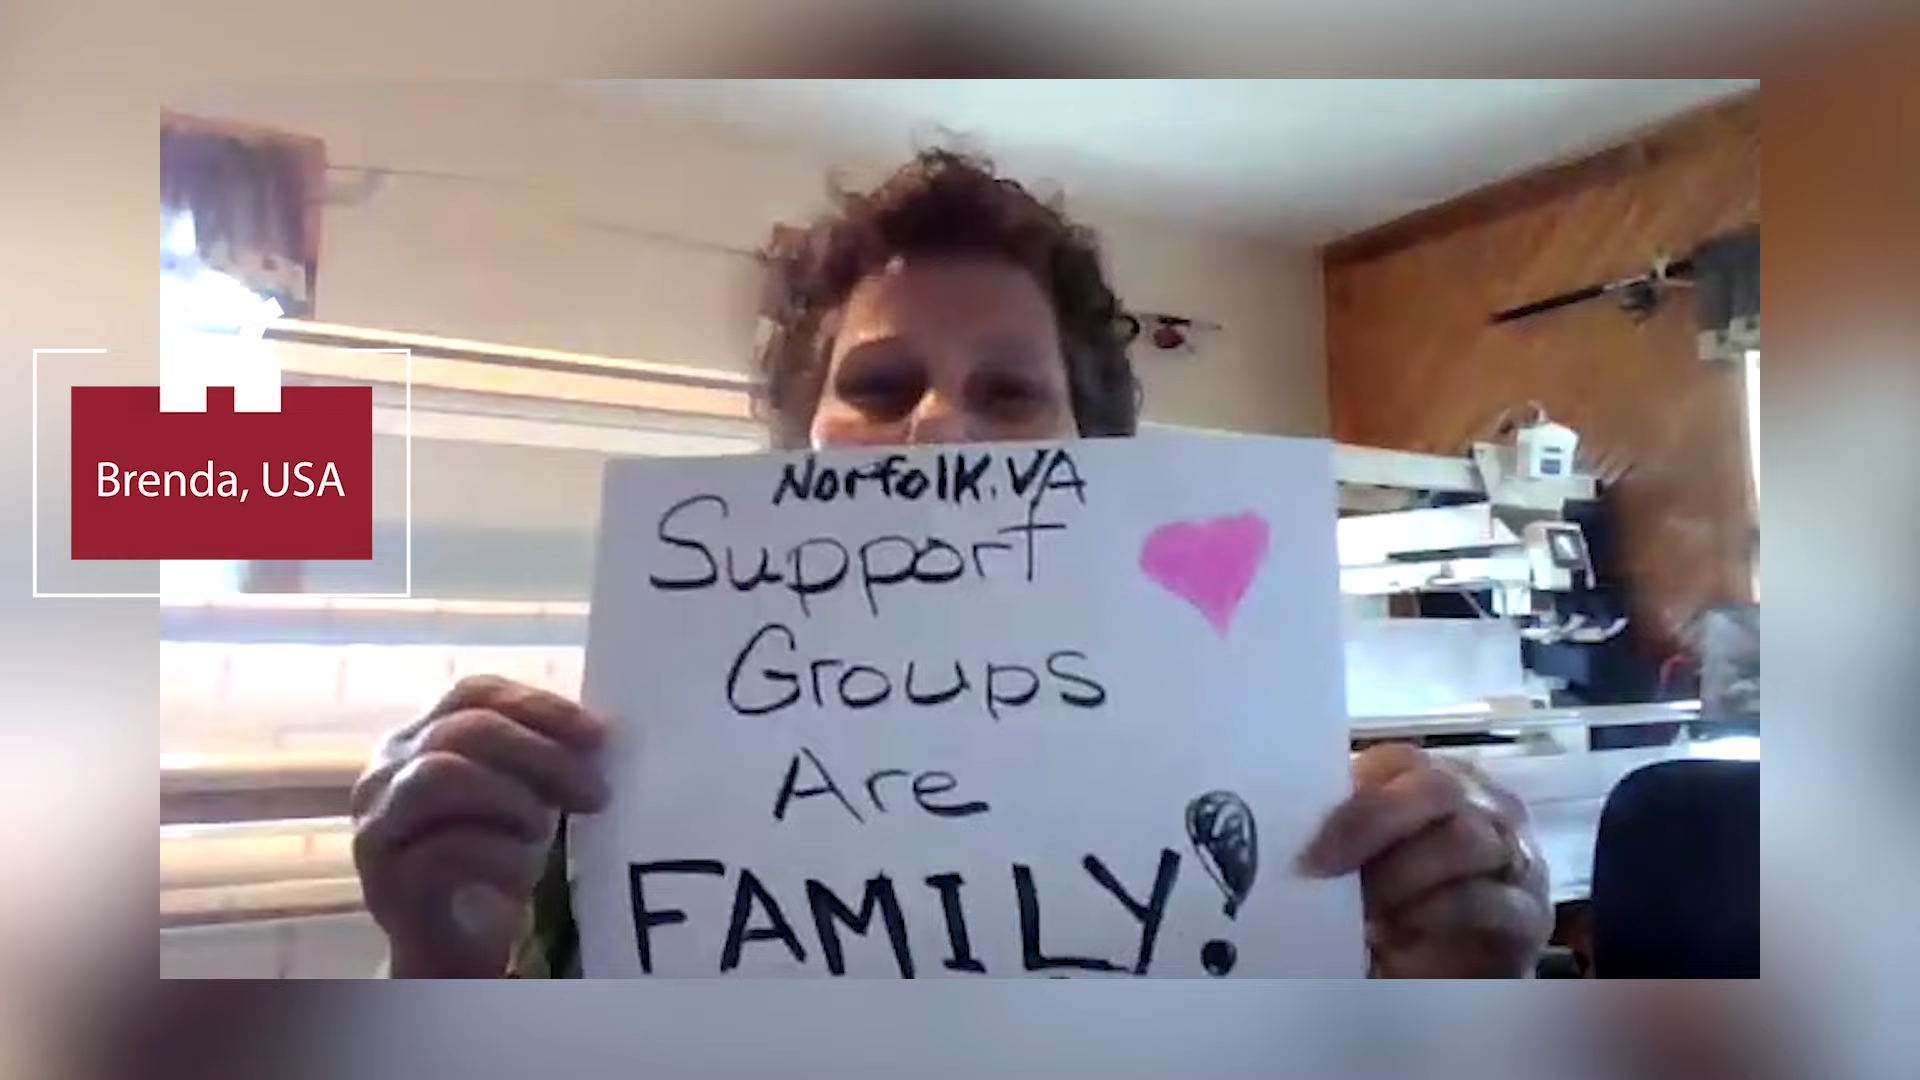 Brenda, USA
Norfolk.VA
Support
Groups
Are
FAMILY!